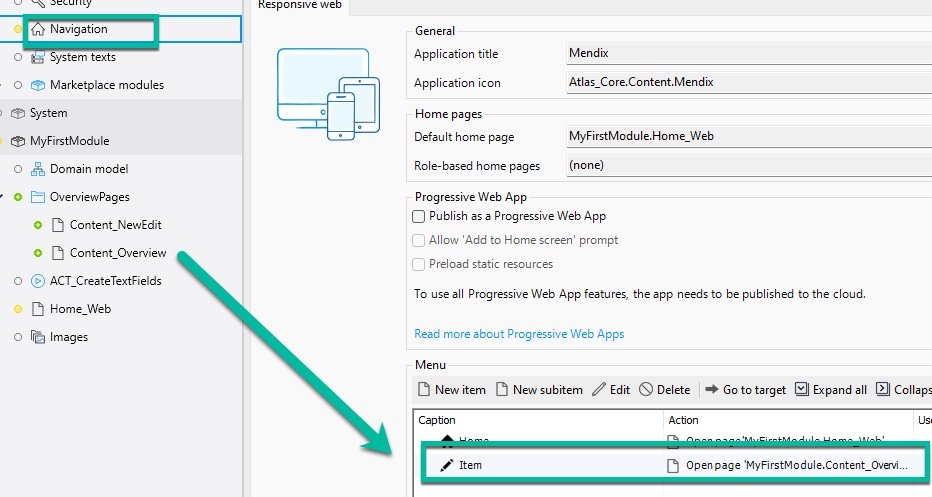 Security
Navigation
System texts
Marketplace modules
System
MyFirstModule
Domain model
OverviewPages
Content_NewEdit
Content_Overview
ACT_CreateTextFields
Home_Web
Images
Responsive web
General
Application title Mendix
Application icon Atlas_Core.Content.Mendix
Home pages
Default home page MyFirstModule.Home_Web
Role-based home pages (none)
Progressive Web App
Publish as a Progressive Web App
Allow 'Add to Home screen' prompt
Preload static resources
To use all Progressive Web App features, the app needs to be published to the cloud.
Read more about Progressive Web Apps
Menu
New item New subitem Edit Delete Go to target Expand all Collaps
Caption Action Use
Home Open page 'MyFirstModule.Home_Web'
Item Open page 'MyFirstModule.Content_Overvi...